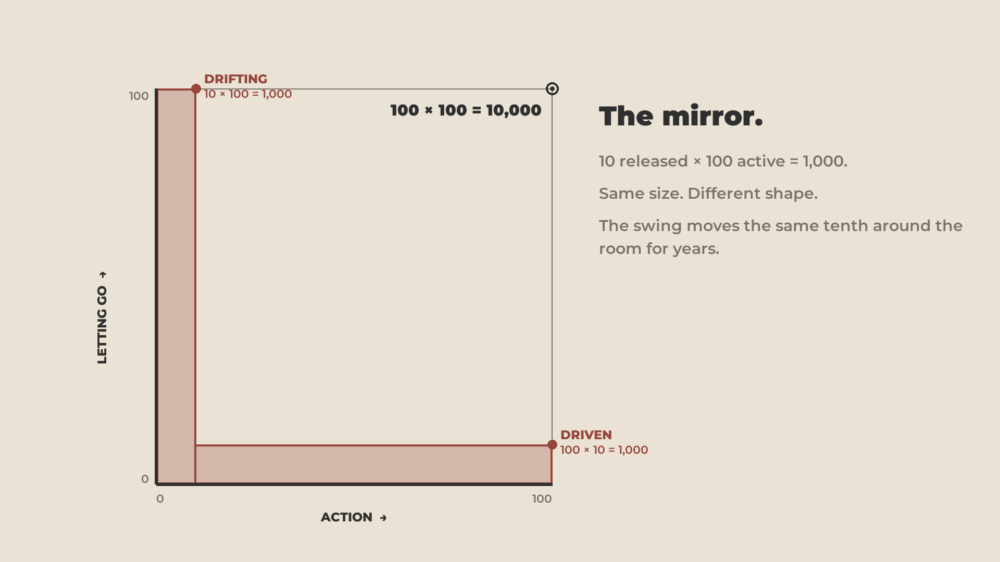 DRIFTING
10 × 100 = 1,000
100
100 × 100 = 10,000
The mirror.
10 released × 100 active = 1,000.
Same size. Different shape.
The swing moves the same tenth around the
room for years.
LETTING GO →
DRIVEN
100 × 10 = 1,000
0
0
100
ACTION →